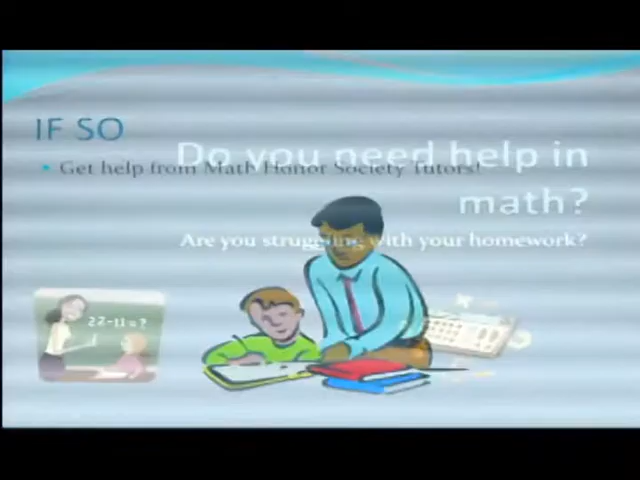 IF SO
Do you need help in
math?
Get help from Math Honor Society Tutors!
Are you struggling with your homework?
22-11=?